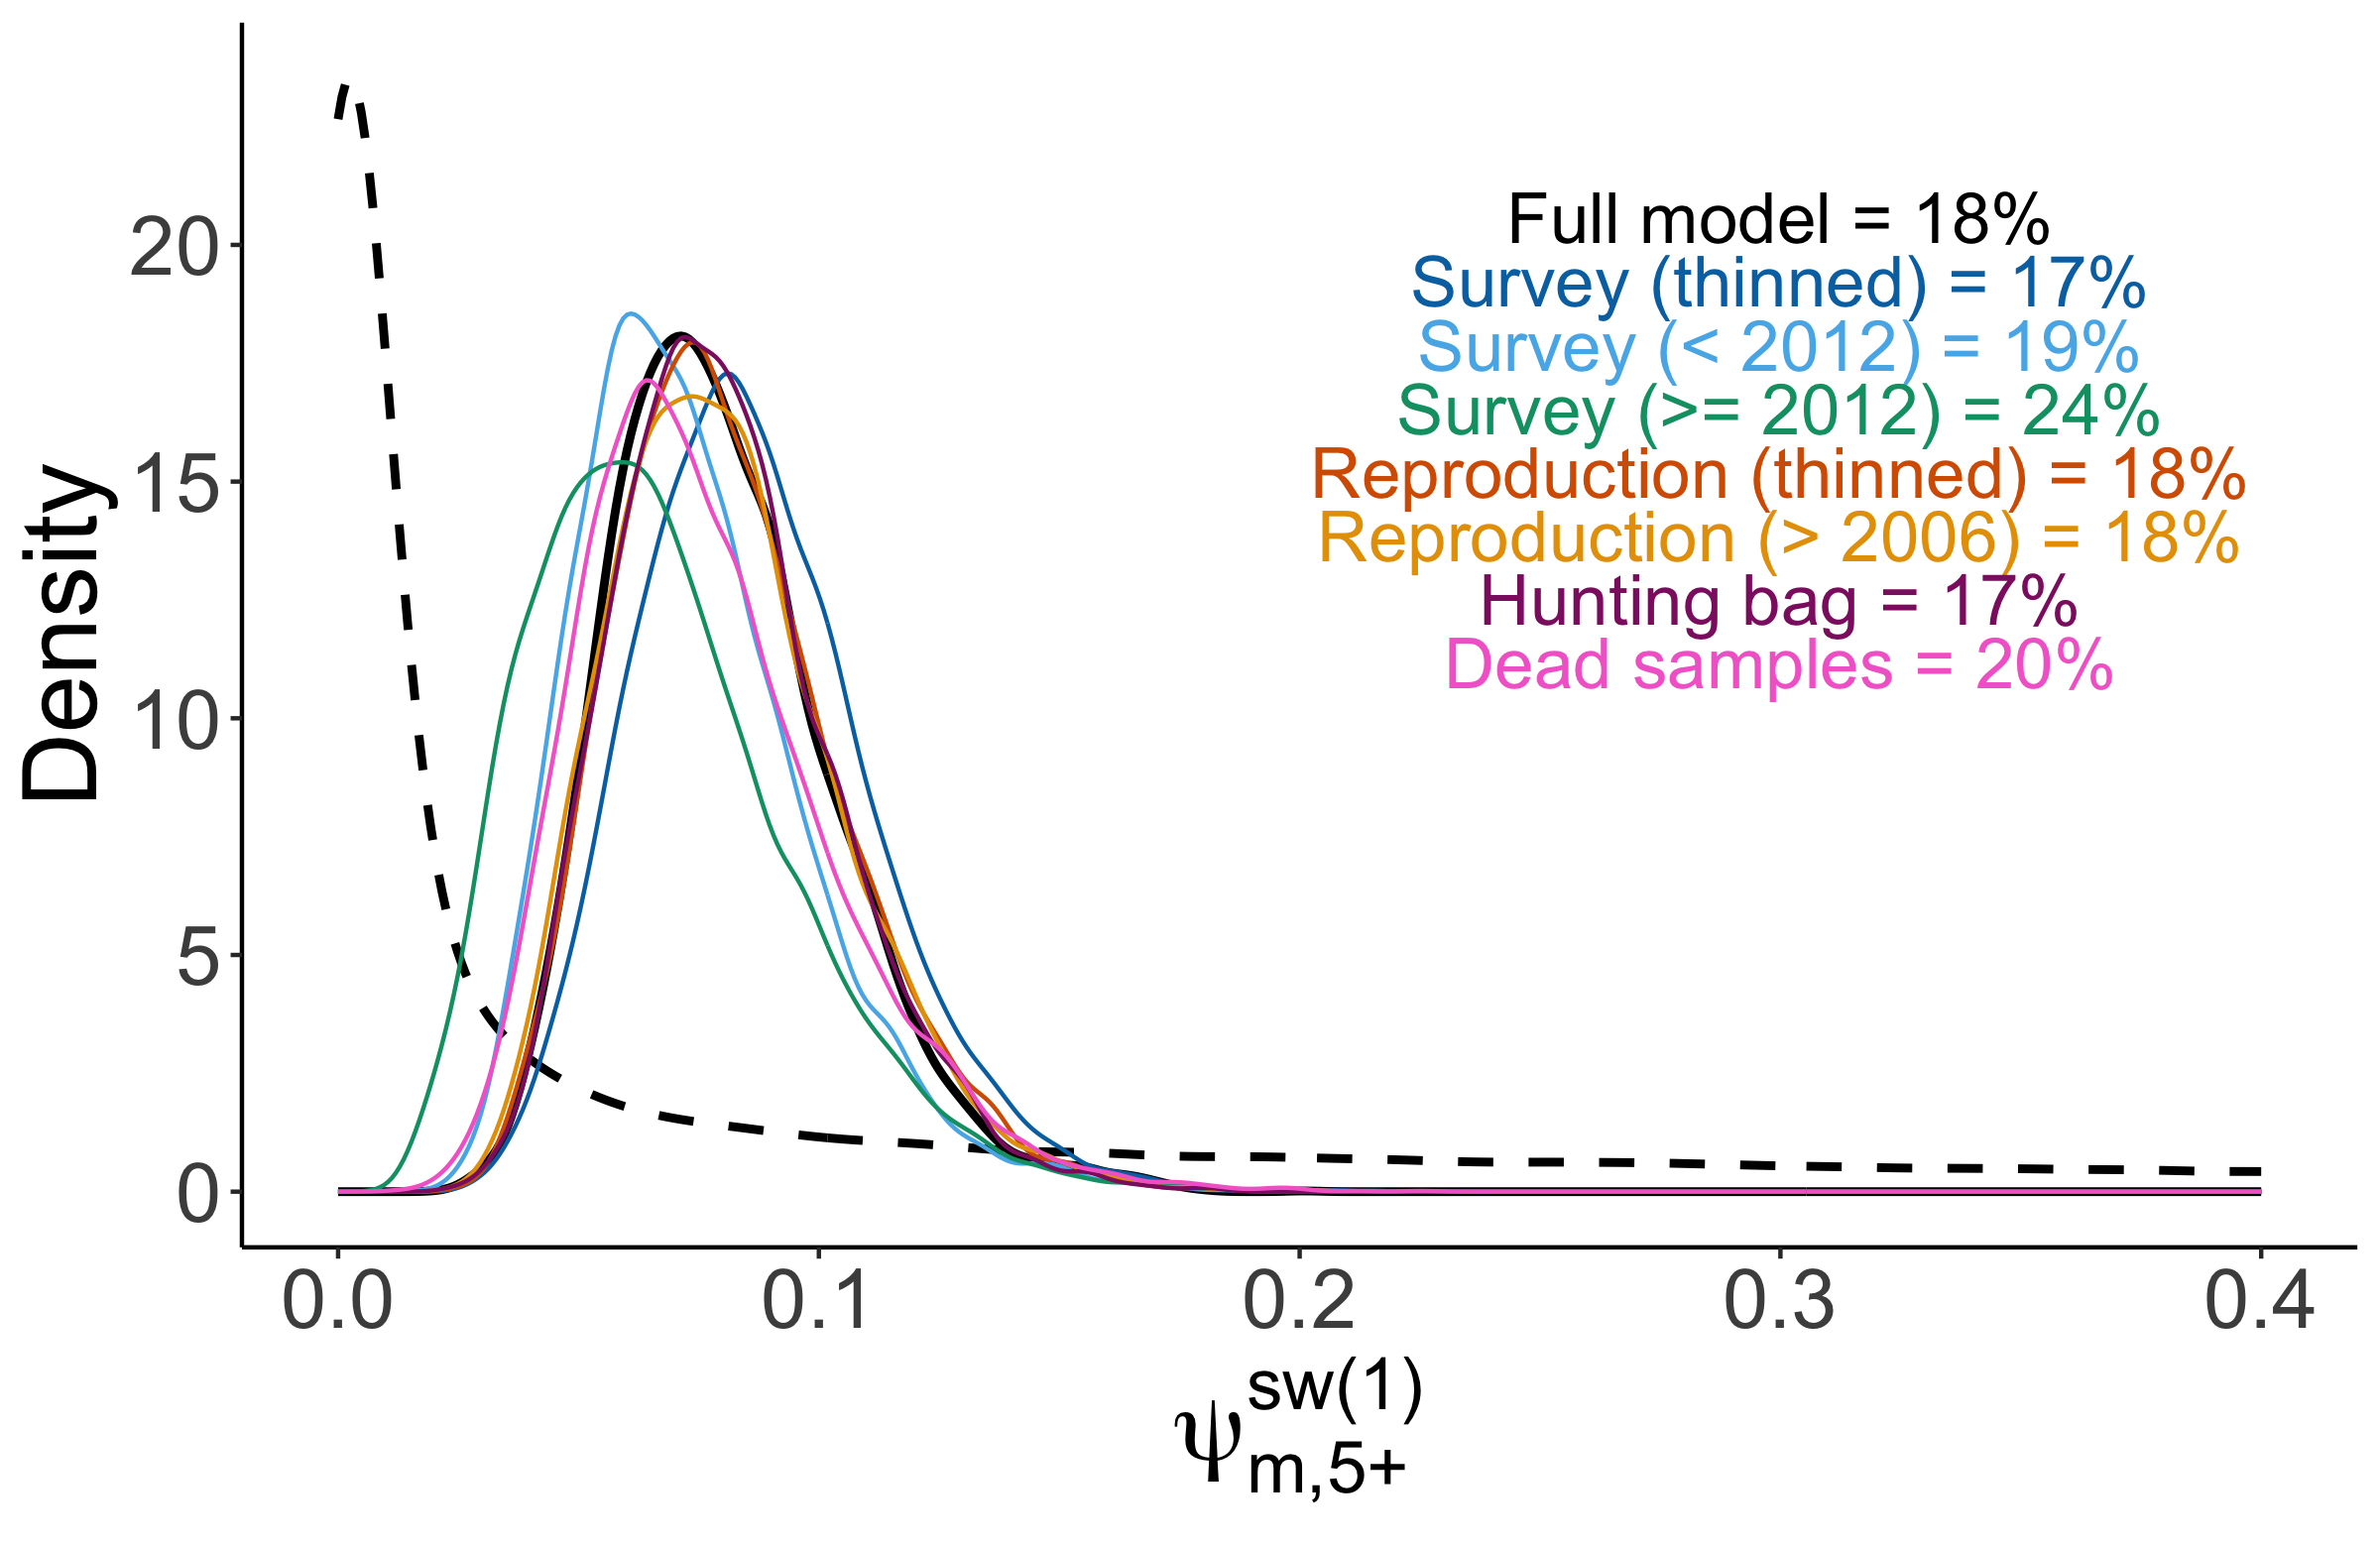 Density
20
15
10
5
0
Full model = 18%
Survey (thinned) = 17%
Survey (< 2012) = 19%
Survey (>= 2012) = 24%
Reproduction (thinned) = 18%
Reproduction (> 2006) = 18%
Hunting bag = 17%
Dead samples = 20%
0.0 0.1 0.2 0.3 0.4
ψ sw(1) m,5+